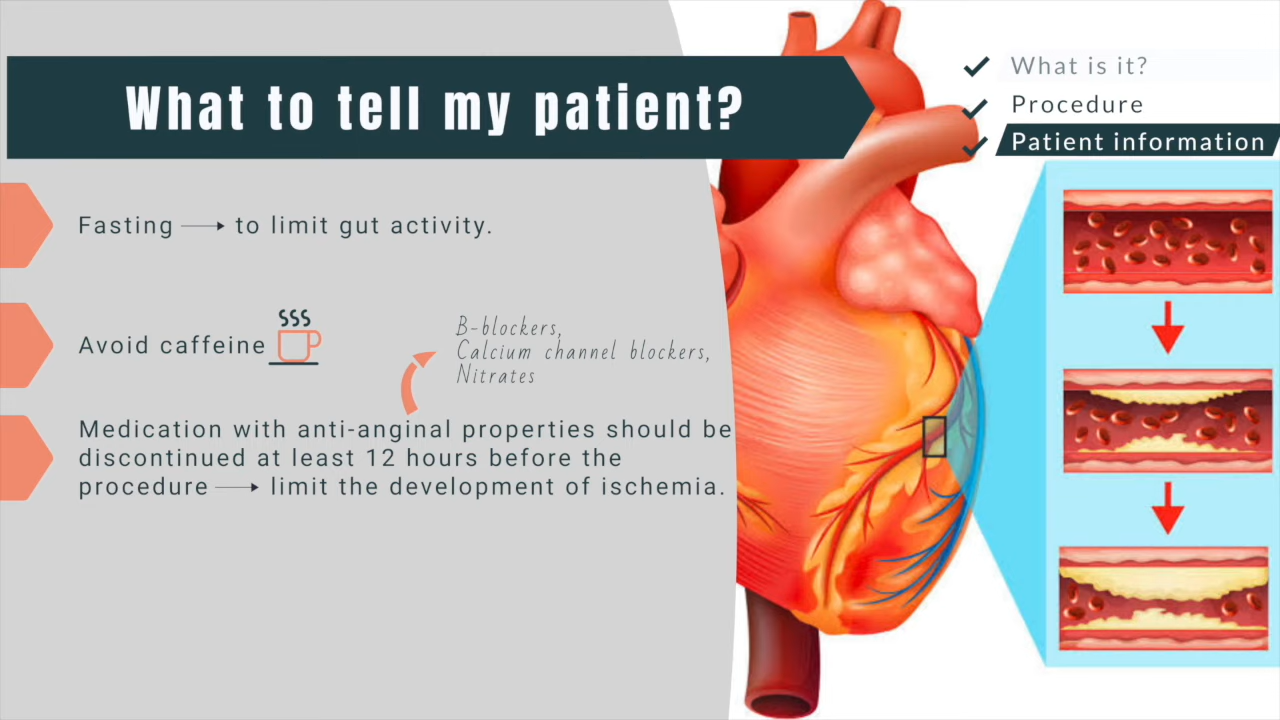 What to tell my patient?
What is it?
Procedure
Patient information
Fasting → to limit gut activity.
Avoid caffeine
B-blockers,
Calcium channel blockers,
Nitrates
Medication with anti-anginal properties should be
discontinued at least 12 hours before the
procedure → limit the development of ischemia.